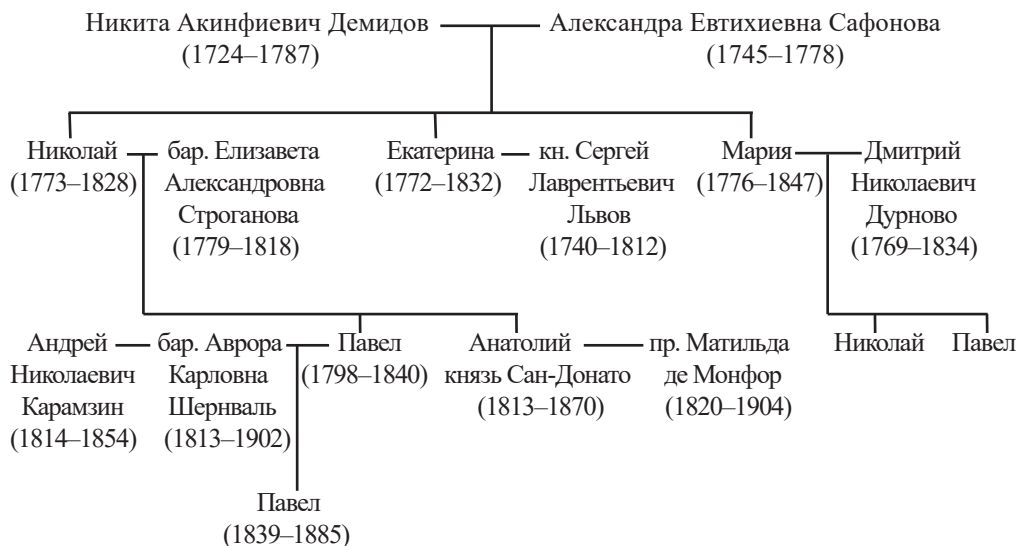 Никита Акинфиевич Демидов
(1724–1787)
Александра Евтихиевна Сафонова
(1745–1778)
Николай
(1773–1828)
бар. Елизавета
Александровна
Строганова
(1779–1818)
Екатерина
(1772–1832)
кн. Сергей
Лаврентьевич
Львов
(1740–1812)
Мария
(1776–1847)
Дмитрий
Николаевич
Дурново
(1769–1834)
Андрей
Николаевич
Карамзин
(1814–1854)
бар. Аврора
Карловна
Шернваль
(1813–1902)
Павел
(1798–1840)
Анатолий
князь Сан-Донато
(1813–1870)
пр. Матильда
де Монфор
(1820–1904)
Николай
Павел
Павел
(1839–1885)